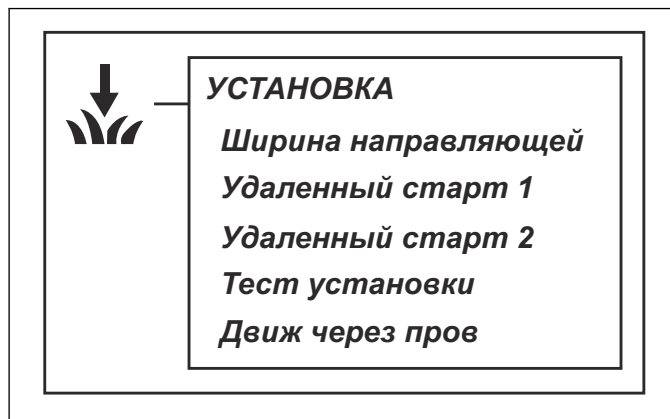 УСТАНОВКА
Ширина направляющей
Удаленный старт 1
Удаленный старт 2
Тест установки
Движ через пров